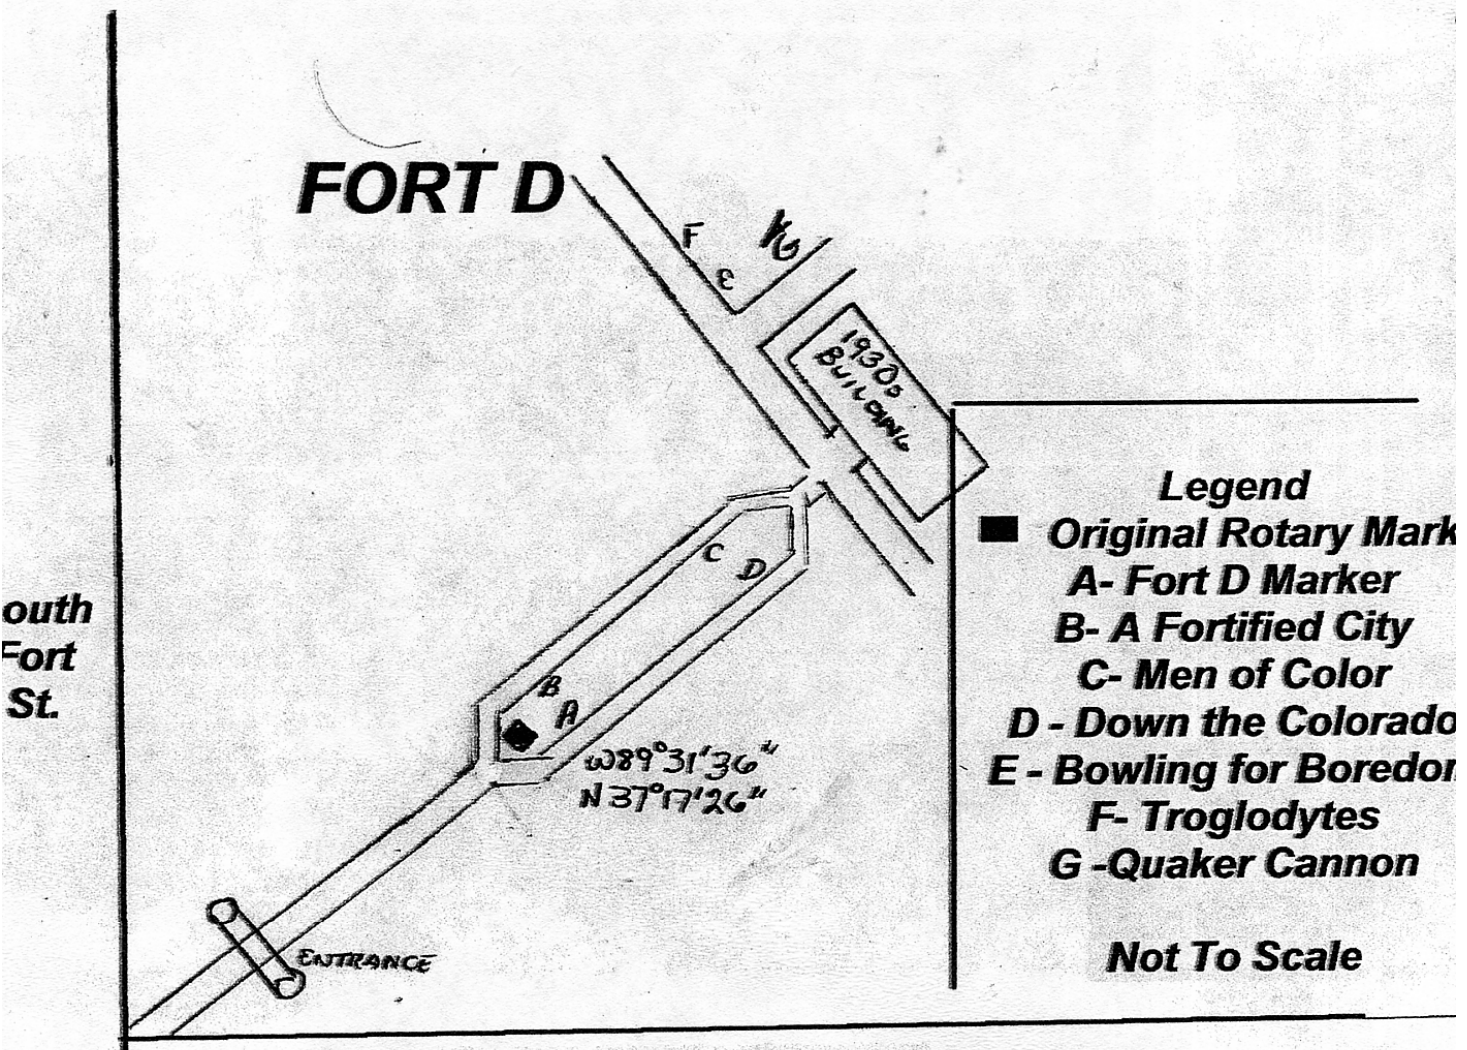 FORT D
F
E
G
1930s
BUILDING
C
D
B
A
W89°31'36"
N37°17'26"
ENTRANCE
outh
Fort
St.
Legend
Original Rotary Mark
A- Fort D Marker
B- A Fortified City
C- Men of Color
D - Down the Colorado
E - Bowling for Boredom
F- Troglodytes
G -Quaker Cannon
Not To Scale